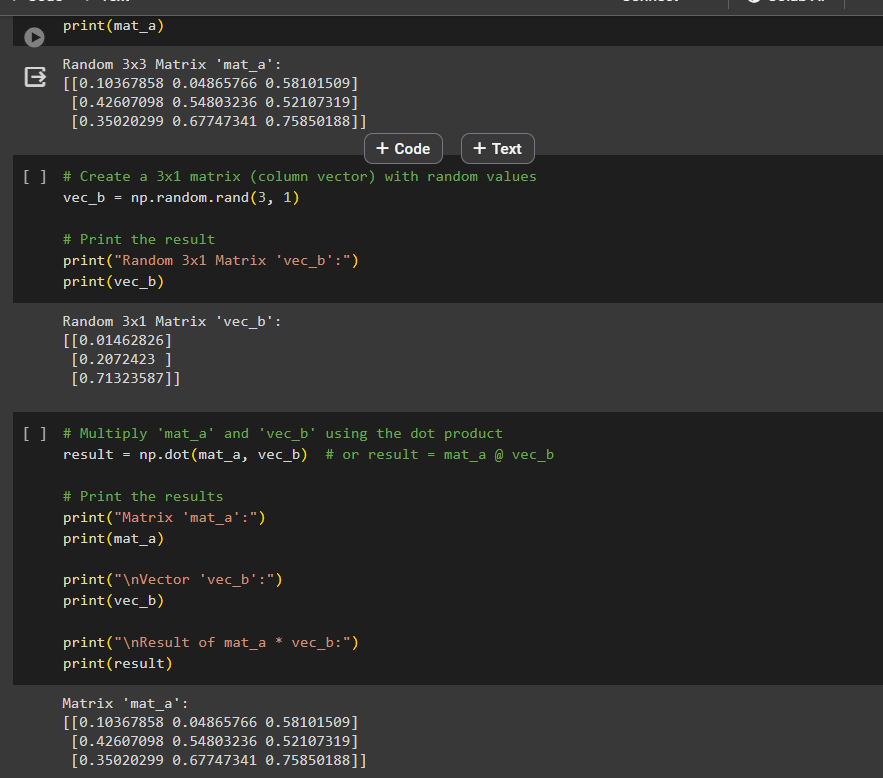 print(mat_a)
Random 3x3 Matrix 'mat_a':
[[0.10367858 0.04865766 0.58101509]
 [0.42607098 0.54803236 0.52107319]
 [0.35020299 0.67747341 0.75850188]]
+ Code + Text
[ ] # Create a 3x1 matrix (column vector) with random values
vec_b = np.random.rand(3, 1)
# Print the result
print("Random 3x1 Matrix 'vec_b':")
print(vec_b)
Random 3x1 Matrix 'vec_b':
[[0.01462826]
 [0.2072423 ]
 [0.71323587]]
[ ] # Multiply 'mat_a' and 'vec_b' using the dot product
result = np.dot(mat_a, vec_b)  # or result = mat_a @ vec_b
# Print the results
print("Matrix 'mat_a':")
print(mat_a)
print("\nVector 'vec_b':")
print(vec_b)
print("\nResult of mat_a * vec_b:")
print(result)
Matrix 'mat_a':
[[0.10367858 0.04865766 0.58101509]
 [0.42607098 0.54803236 0.52107319]
 [0.35020299 0.67747341 0.75850188]]